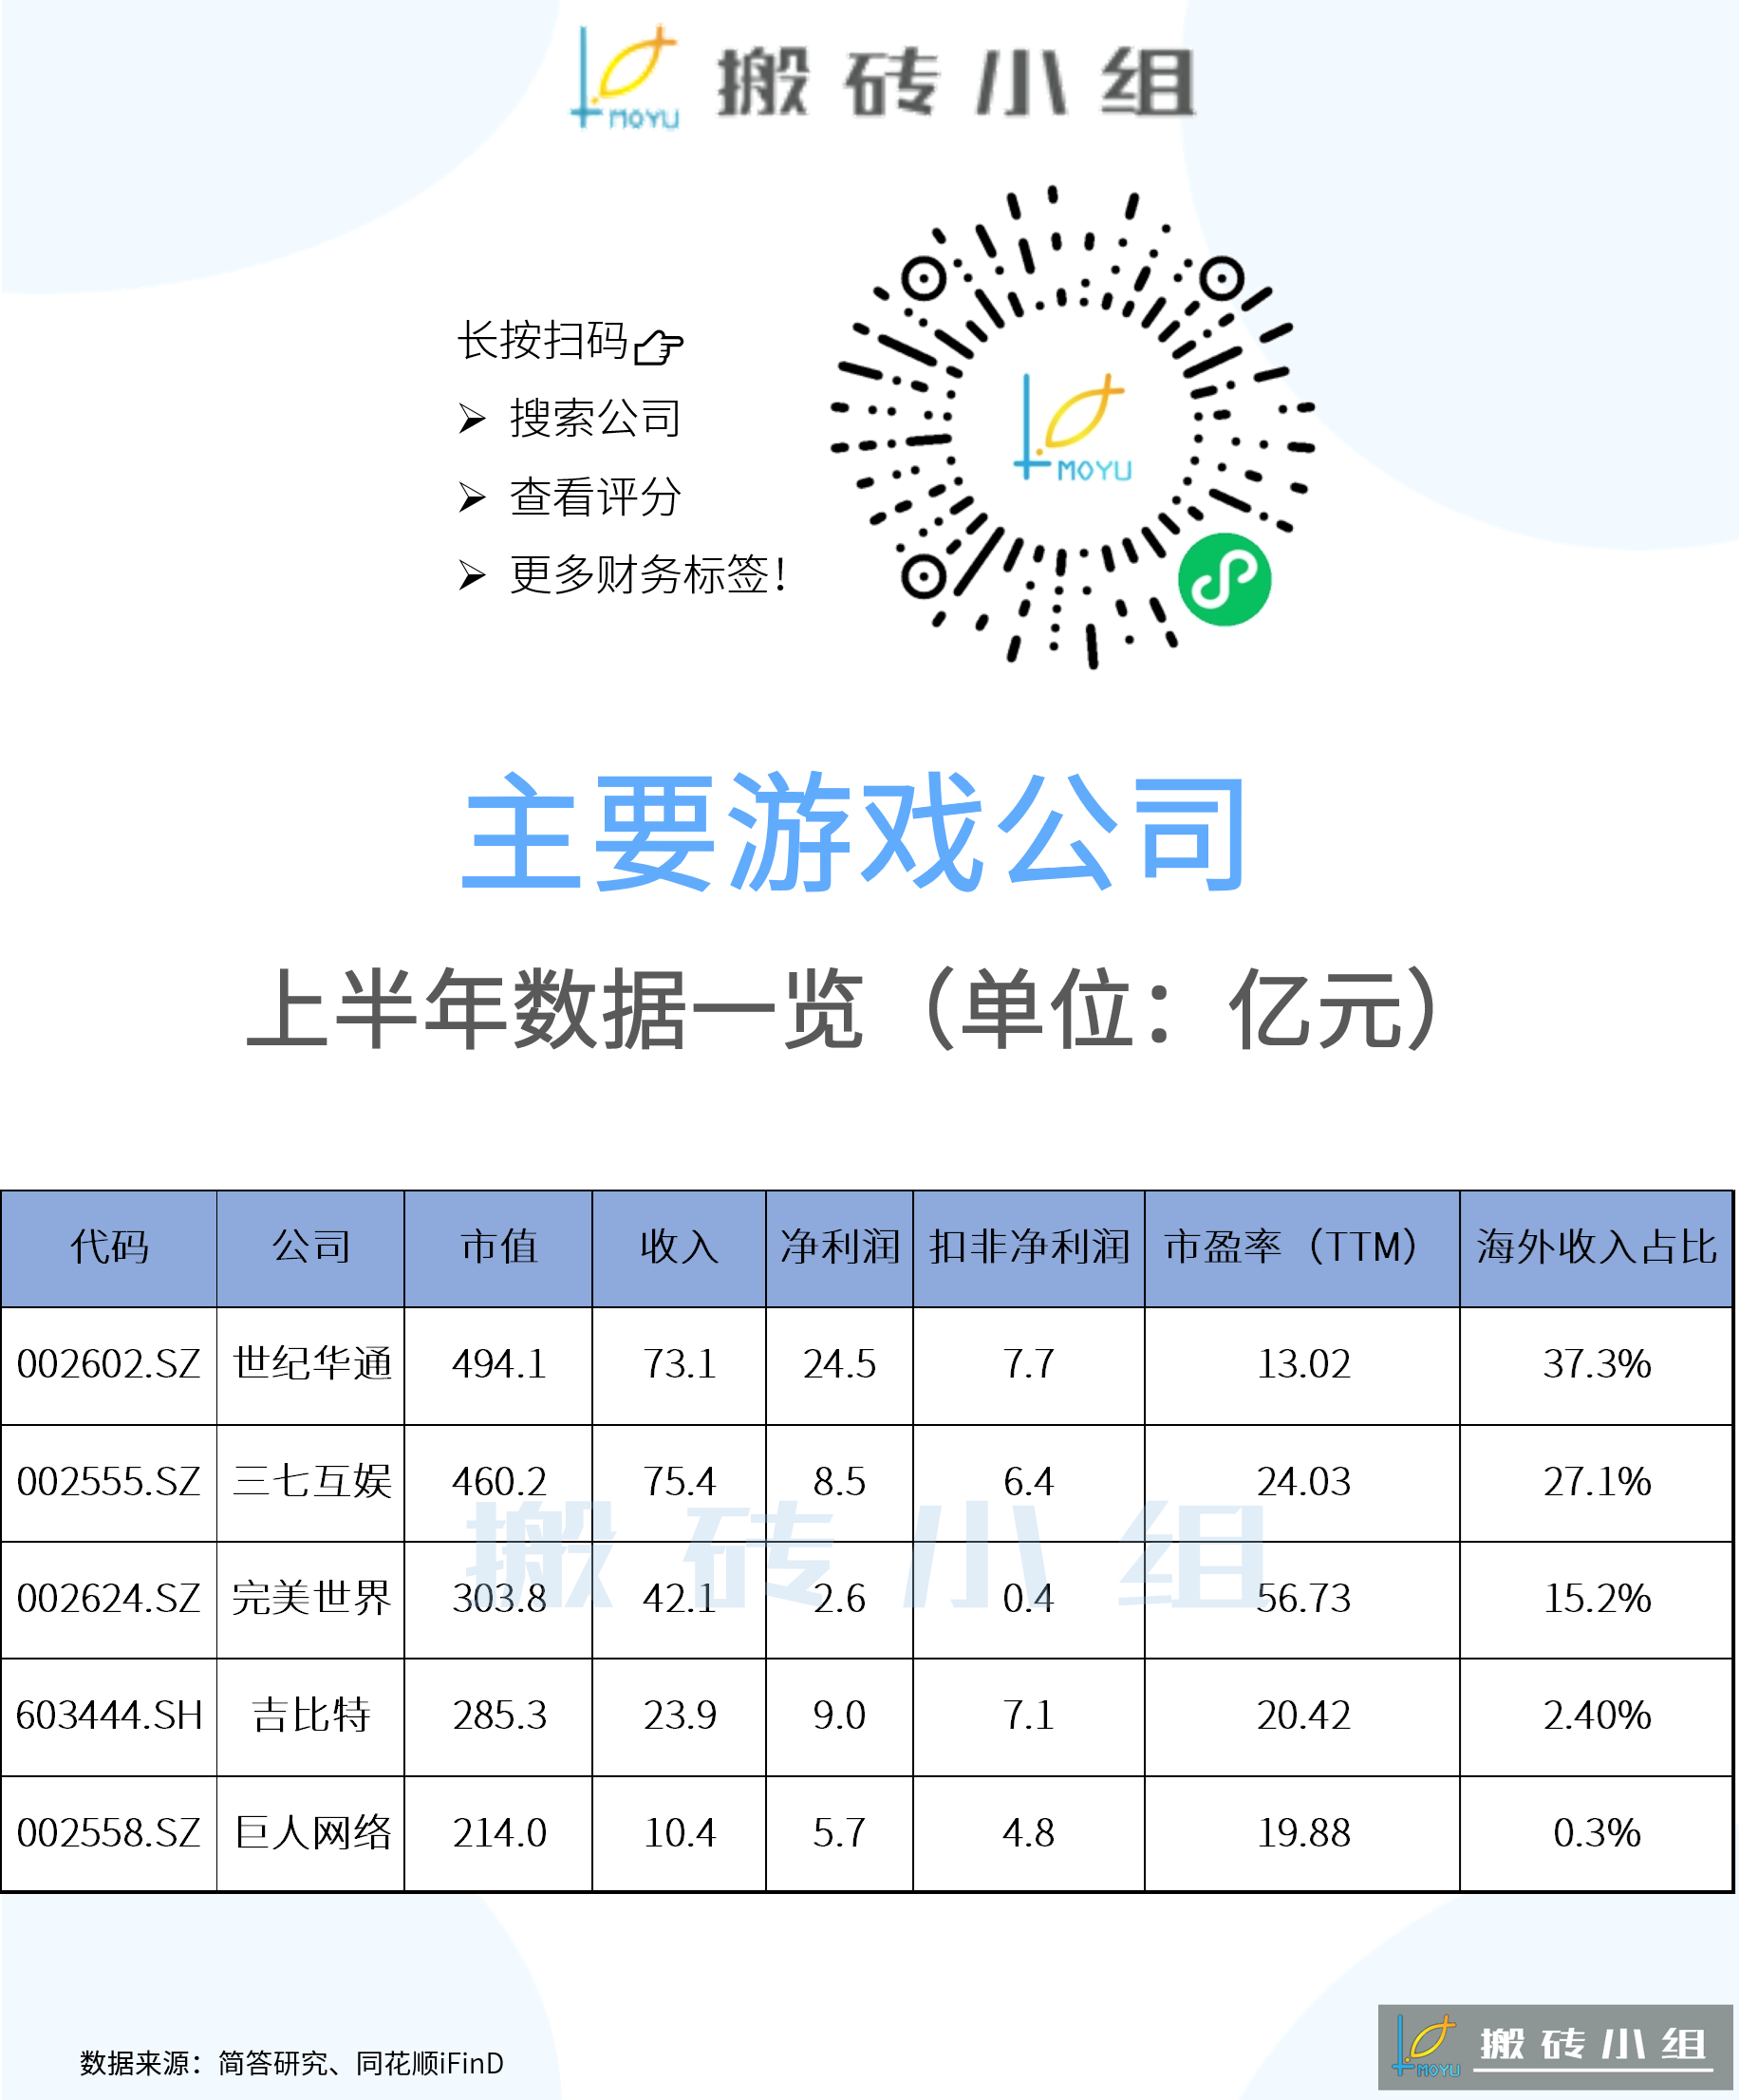 MOYU 搬砖小组
长按扫码
搜索公司
查看评分
更多财务标签！
MOYU
主要游戏公司
上半年数据一览（单位：亿元）
代码 公司 市值 收入 净利润 扣非净利润 市盈率（TTM） 海外收入占比
002602.SZ 世纪华通 494.1 73.1 24.5 7.7 13.02 37.3%
002555.SZ 三七互娱 460.2 75.4 8.5 6.4 24.03 27.1%
搬砖小组
002624.SZ 完美世界 303.8 42.1 2.6 0.4 56.73 15.2%
603444.SH 吉比特 285.3 23.9 9.0 7.1 20.42 2.40%
002558.SZ 巨人网络 214.0 10.4 5.7 4.8 19.88 0.3%
数据来源：简答研究、同花顺iFinD
MOYU 搬砖小组